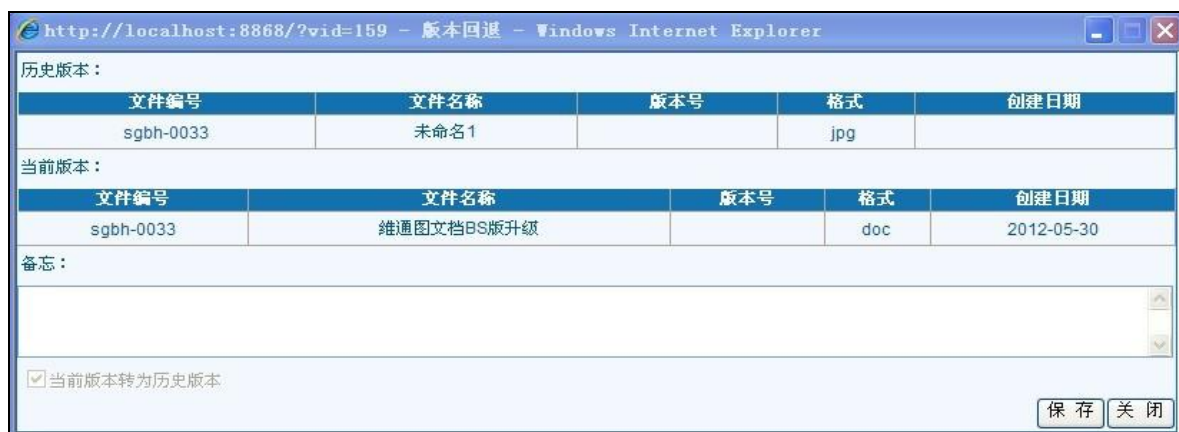 http://localhost:8868/?vid=159 - 版本回退 - Windows Internet Explorer
历史版本：
文件编号 文件名称 版本号 格式 创建日期
sgbh-0033 未命名1 jpg
当前版本：
文件编号 文件名称 版本号 格式 创建日期
sgbh-0033 维通图文档BS版升级 doc 2012-05-30
备忘：
当前版本转为历史版本
保 存 关 闭